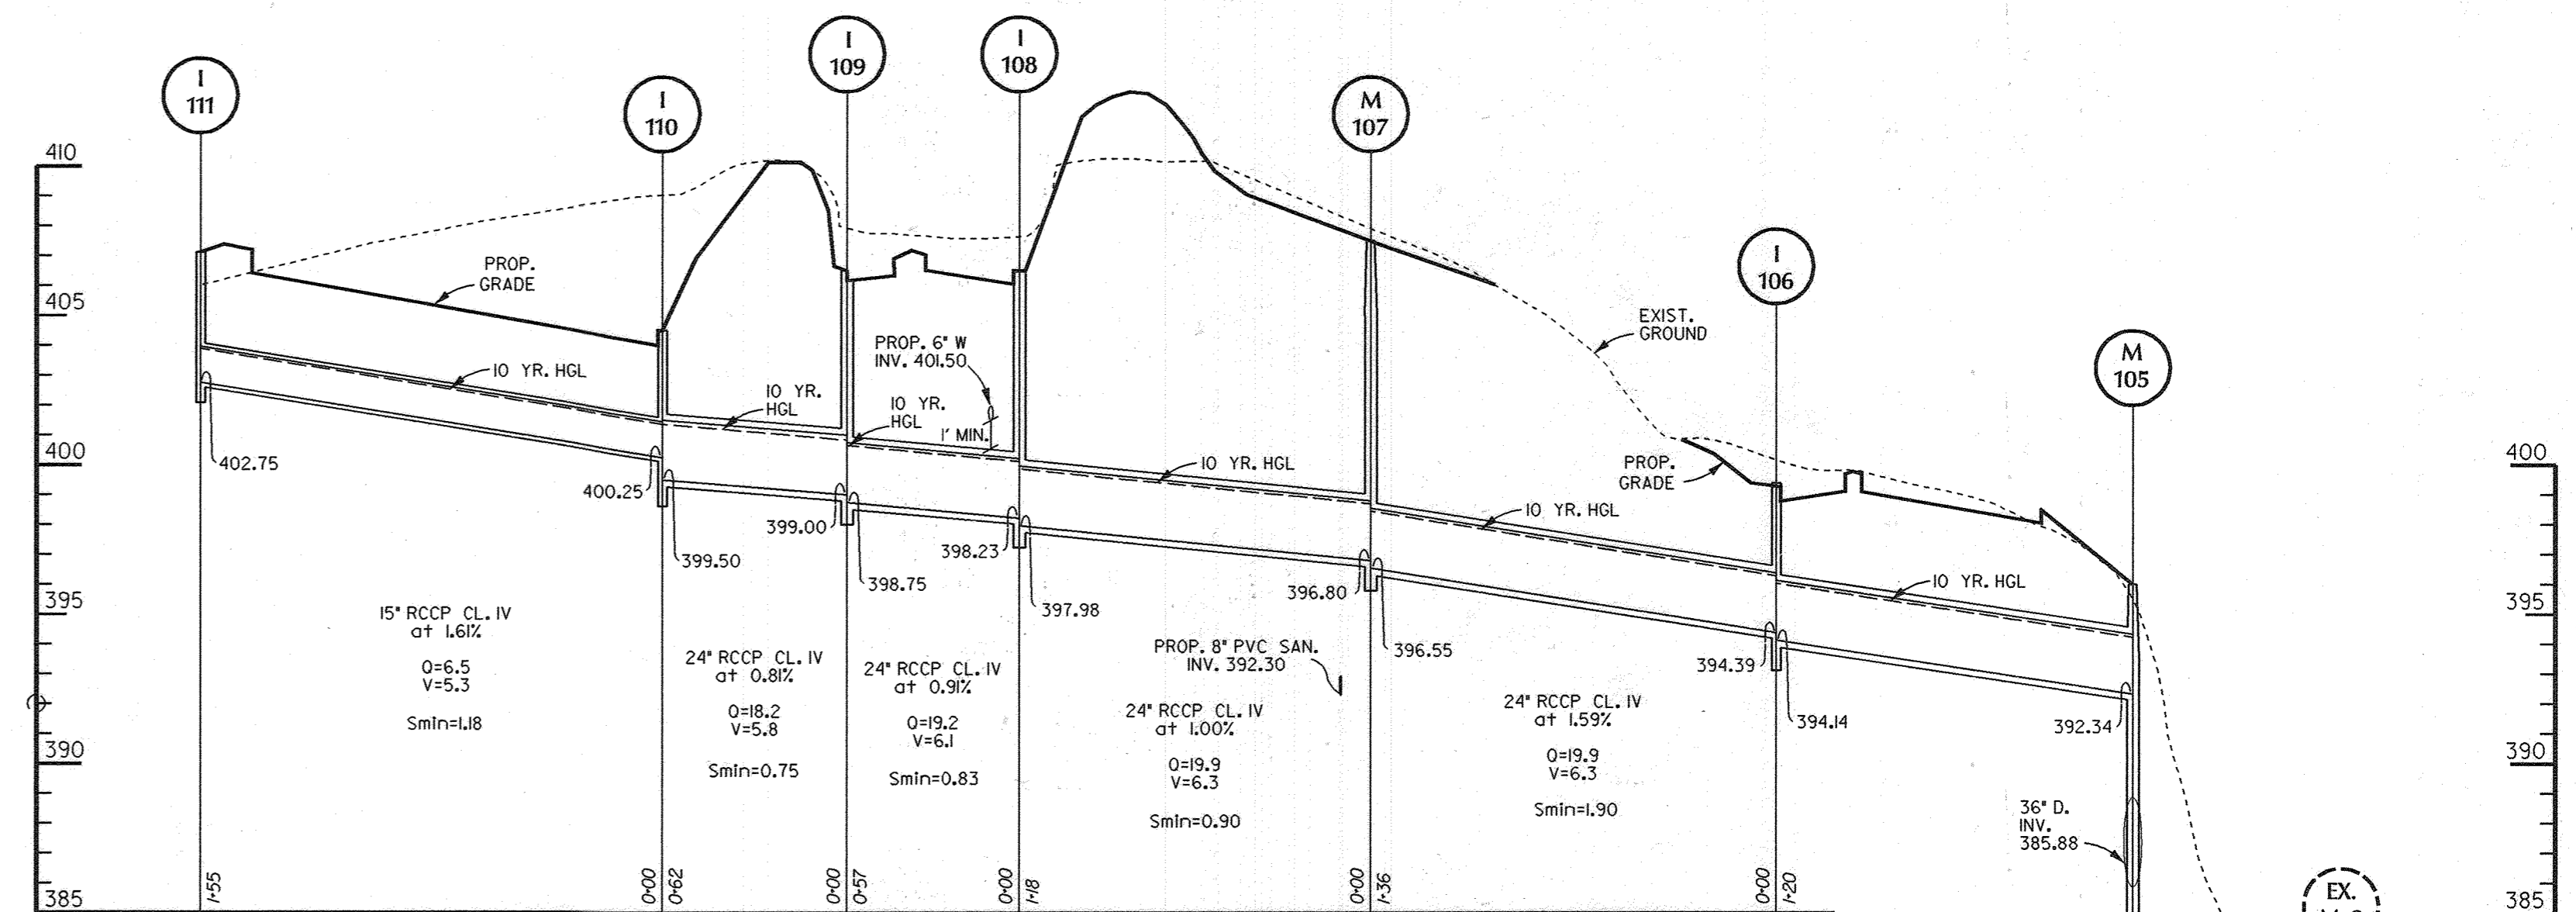 I
111
I
110
I
109
I
108
M
107
I
106
M
105
410
405
400
395
390
385
400
395
390
385
PROP.
GRADE
10 YR. HGL
10 YR.
HGL
PROP. 6" W
INV. 401.50
10 YR.
HGL
1' MIN.
10 YR. HGL
EXIST.
GROUND
PROP.
GRADE
10 YR. HGL
10 YR. HGL
402.75
400.25
399.50
399.00
398.75
398.23
397.98
396.80
396.55
394.39
394.14
392.34
15" RCCP CL. IV
at 1.61%
Q=6.5
V=5.3
Smin=1.18
24" RCCP CL. IV
at 0.81%
Q=18.2
V=5.8
Smin=0.75
24" RCCP CL. IV
at 0.91%
Q=19.2
V=6.1
Smin=0.83
PROP. 8" PVC SAN.
INV. 392.30
24" RCCP CL. IV
at 1.00%
Q=19.9
V=6.3
Smin=0.90
24" RCCP CL. IV
at 1.59%
Q=19.9
V=6.3
Smin=1.90
36" D.
INV.
385.88
1+55
0+00
0+62
0+00
0+57
0+00
1+18
0+00
1+36
0+00
1+20
EX.